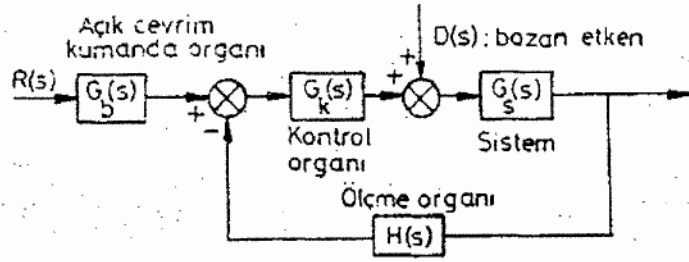 Açık çevrim
kumanda organı
D(s): bozan etken
R(s)
G_b(s)
G_k(s)
G_s(s)
+
-
+
+
Kontrol
organı
Sistem
Ölçme organı
H(s)